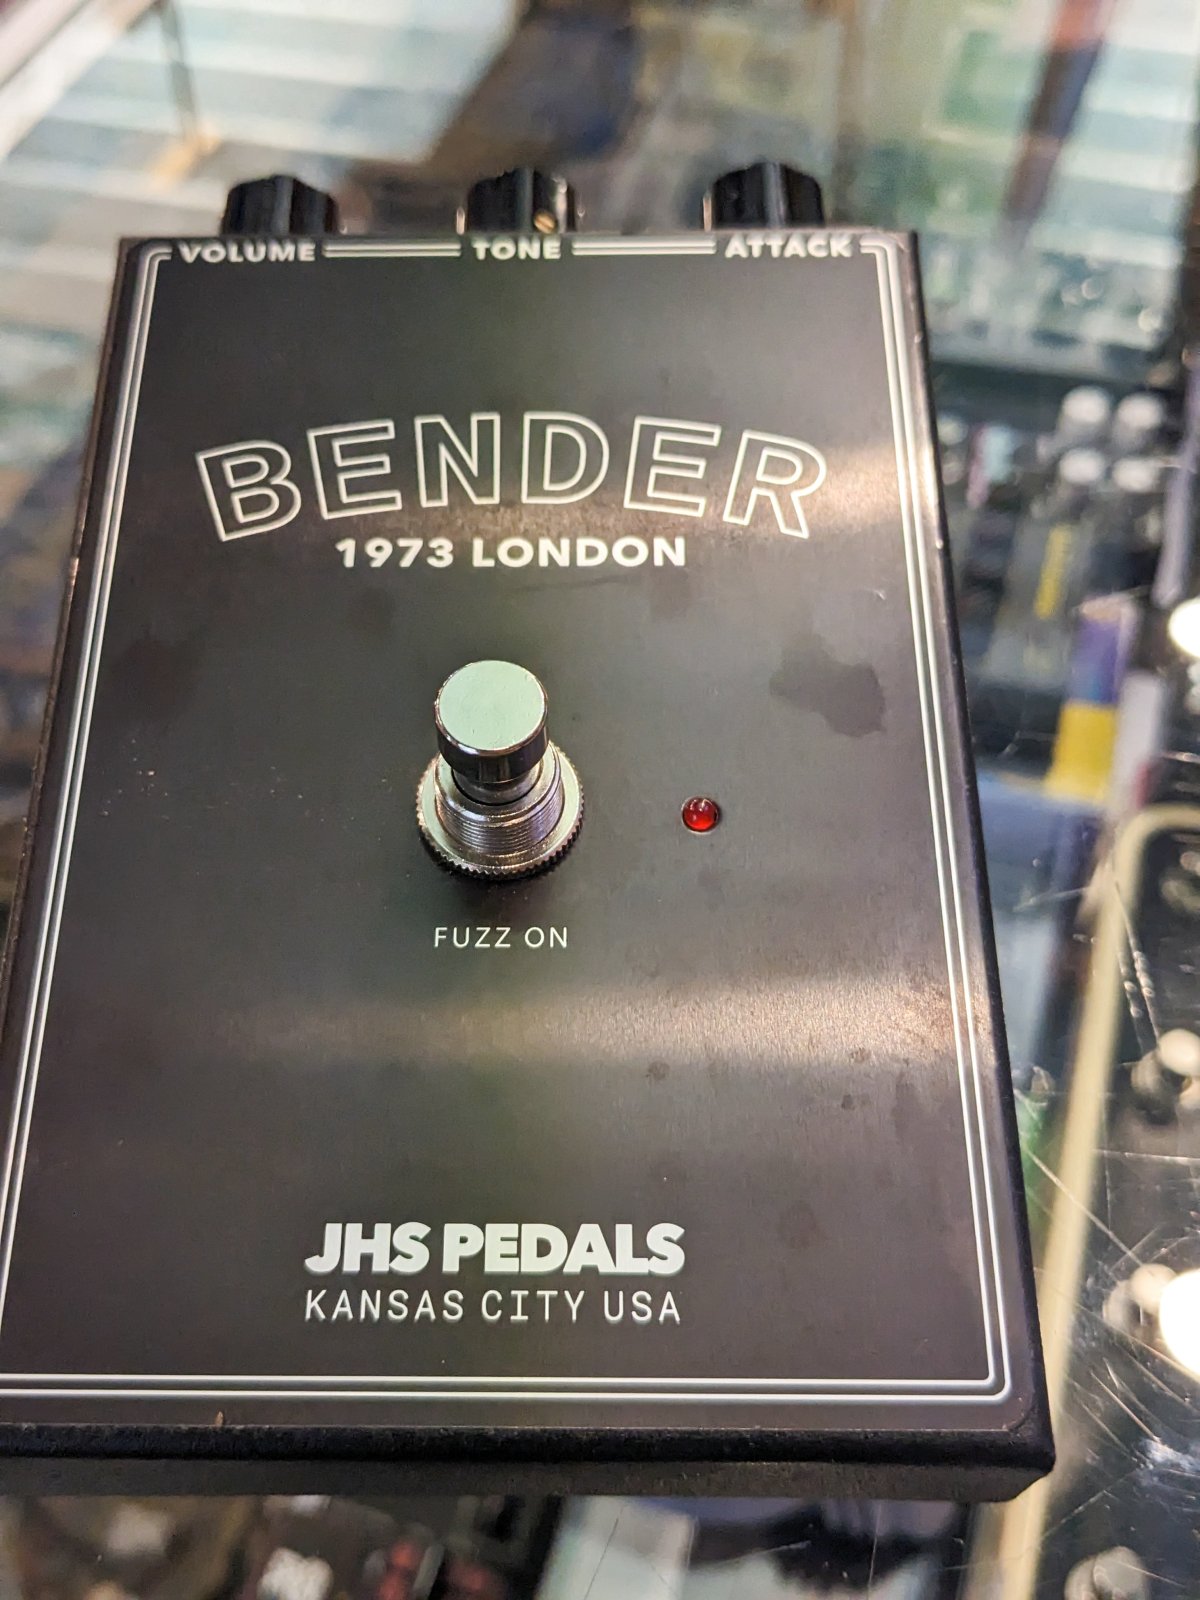 VOLUME TONE ATTACK
BENDER
1973 LONDON
FUZZ ON
JHS PEDALS
KANSAS CITY USA